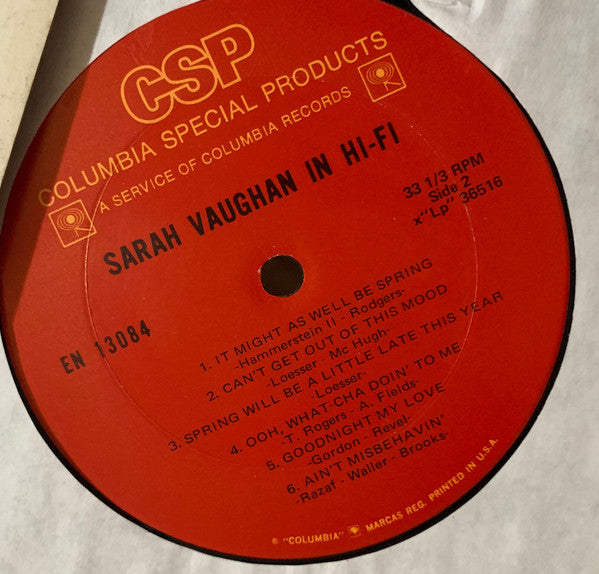 CSP
COLUMBIA SPECIAL PRODUCTS
A SERVICE OF COLUMBIA RECORDS
SARAH VAUGHAN IN HI-FI
33 1/3 RPM
Side 2
x"Lp" 36516
EN 13084
1. IT MIGHT AS WELL BE SPRING
-Hammerstein II - Rodgers-
2. CAN'T GET OUT OF THIS MOOD
-Loesser - Mc Hugh-
3. SPRING WILL BE A LITTLE LATE THIS YEAR
-Loesser-
4. OOH, WHAT-CHA DOIN' TO ME
-T. Rogers - A. Fields-
5. GOODNIGHT MY LOVE
-Gordon - Revel-
6. AIN'T MISBEHAVIN'
-Razaf - Waller - Brooks-
® "COLUMBIA" MARCAS REG. PRINTED IN U.S.A.